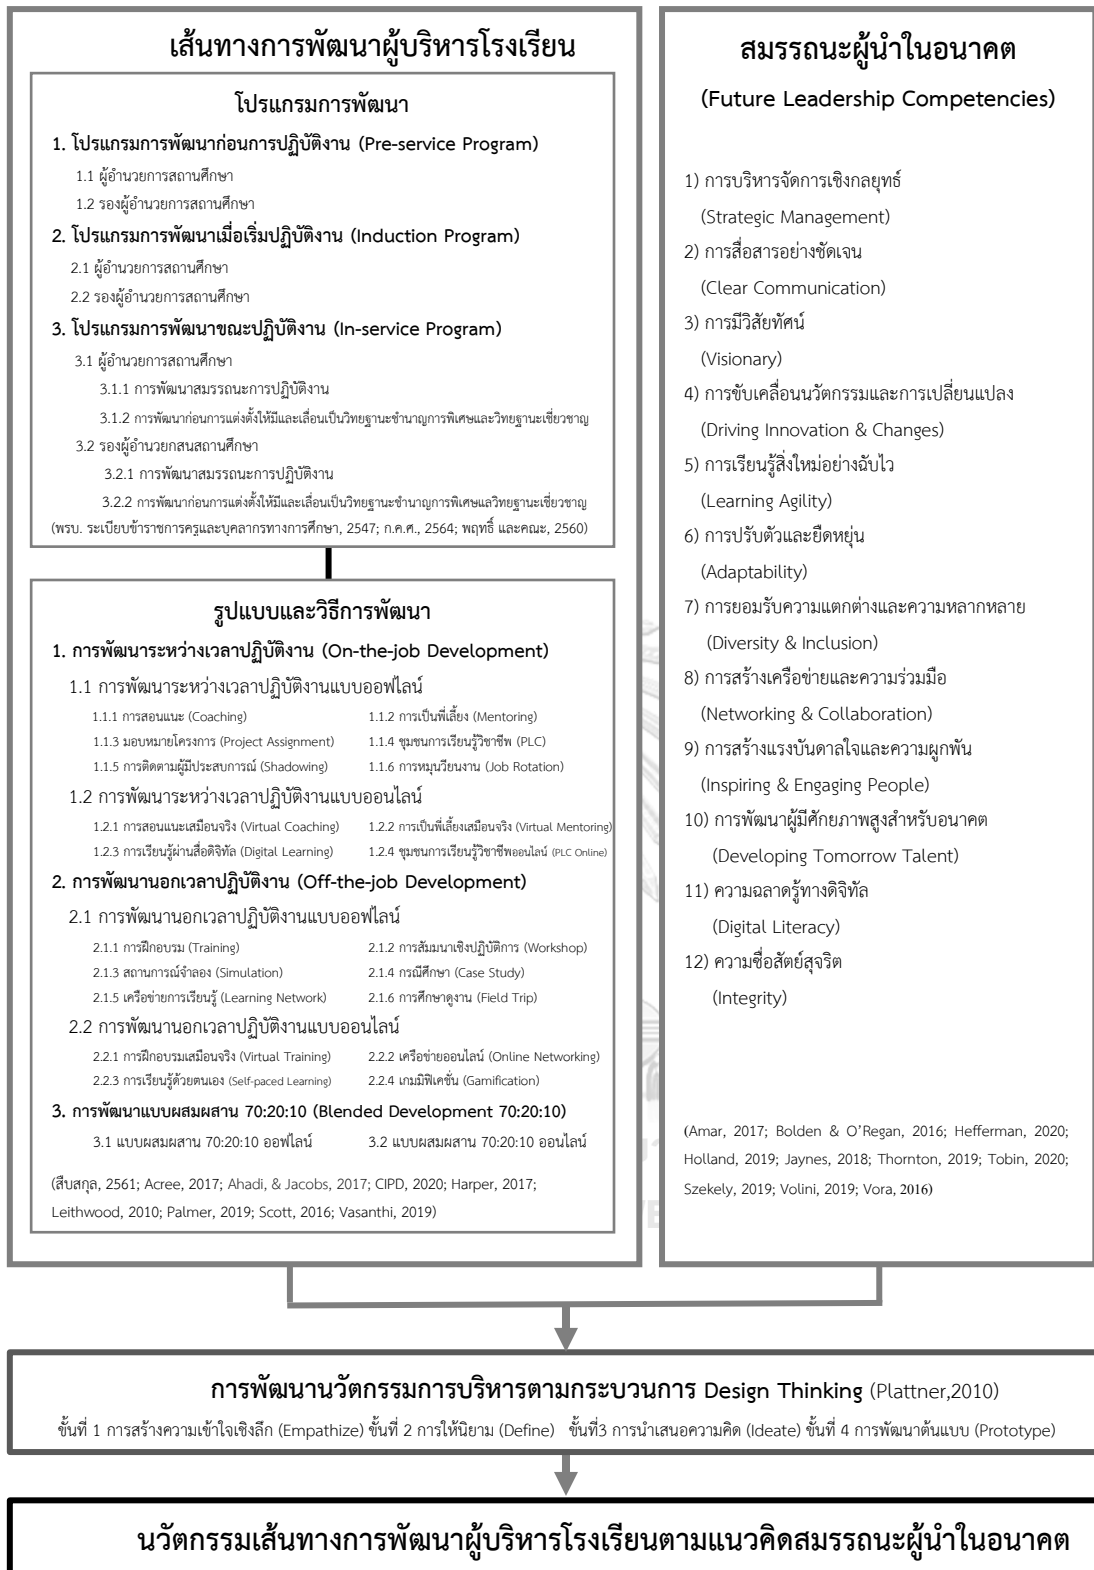 เส้นทางการพัฒนาผู้บริหารโรงเรียน
โปรแกรมการพัฒนา
1. โปรแกรมการพัฒนาก่อนการปฏิบัติงาน (Pre-service Program)
1.1 ผู้อำนวยการสถานศึกษา
1.2 รองผู้อำนวยการสถานศึกษา
2. โปรแกรมการพัฒนาเมื่อเริ่มปฏิบัติงาน (Induction Program)
2.1 ผู้อำนวยการสถานศึกษา
2.2 รองผู้อำนวยการสถานศึกษา
3. โปรแกรมการพัฒนาขณะปฏิบัติงาน (In-service Program)
3.1 ผู้อำนวยการสถานศึกษา
3.1.1 การพัฒนาสมรรถนะการปฏิบัติงาน
3.1.2 การพัฒนาก่อนการแต่งตั้งให้มีและเลื่อนเป็นวิทยฐานะชำนาญการพิเศษและวิทยฐานะเชี่ยวชาญ
3.2 รองผู้อำนวยกสนสถานศึกษา
3.2.1 การพัฒนาสมรรถนะการปฏิบัติงาน
3.2.2 การพัฒนาก่อนการแต่งตั้งให้มีและเลื่อนเป็นวิทยฐานะชำนาญการพิเศษแลวิทยฐานะเชี่ยวชาญ
(พรบ. ระเบียบข้าราชการครูและบุคลากรทางการศึกษา, 2547; ก.ค.ศ., 2564; พฤทธิ์ และคณะ, 2560)
รูปแบบและวิธีการพัฒนา
1. การพัฒนาระหว่างเวลาปฏิบัติงาน (On-the-job Development)
1.1 การพัฒนาระหว่างเวลาปฏิบัติงานแบบออฟไลน์
1.1.1 การสอนแนะ (Coaching) 1.1.2 การเป็นพี่เลี้ยง (Mentoring)
1.1.3 มอบหมายโครงการ (Project Assignment) 1.1.4 ชุมชนการเรียนรู้วิชาชีพ (PLC)
1.1.5 การติดตามผู้มีประสบการณ์ (Shadowing) 1.1.6 การหมุนวียนงาน (Job Rotation)
1.2 การพัฒนาระหว่างเวลาปฏิบัติงานแบบออนไลน์
1.2.1 การสอนแนะเสมือนจริง (Virtual Coaching) 1.2.2 การเป็นพี่เลี้ยงเสมือนจริง (Virtual Mentoring)
1.2.3 การเรียนรู้ผ่านสื่อดิจิทัล (Digital Learning) 1.2.4 ชุมชนการเรียนรู้วิชาชีพออนไลน์ (PLC Online)
2. การพัฒนานอกเวลาปฏิบัติงาน (Off-the-job Development)
2.1 การพัฒนานอกเวลาปฏิบัติงานแบบออฟไลน์
2.1.1 การฝึกอบรม (Training) 2.1.2 การสัมมนาเชิงปฏิบัติการ (Workshop)
2.1.3 สถานการณ์จำลอง (Simulation) 2.1.4 กรณีศึกษา (Case Study)
2.1.5 เครือข่ายการเรียนรู้ (Learning Network) 2.1.6 การศึกษาดูงาน (Field Trip)
2.2 การพัฒนานอกเวลาปฏิบัติงานแบบออนไลน์
2.2.1 การฝึกอบรมเสมือนจริง (Virtual Training) 2.2.2 เครือข่ายออนไลน์ (Online Networking)
2.2.3 การเรียนรู้ด้วยตนเอง (Self-paced Learning) 2.2.4 เกมมิฟิเคชั่น (Gamification)
3. การพัฒนาแบบผสมผสาน 70:20:10 (Blended Development 70:20:10)
3.1 แบบผสมผสาน 70:20:10 ออฟไลน์ 3.2 แบบผสมผสาน 70:20:10 ออนไลน์
(สืบสกุล, 2561; Acree, 2017; Ahadi, & Jacobs, 2017; CIPD, 2020; Harper, 2017;
Leithwood, 2010; Palmer, 2019; Scott, 2016; Vasanthi, 2019)
สมรรถนะผู้นำในอนาคต
(Future Leadership Competencies)
1) การบริหารจัดการเชิงกลยุทธ์
(Strategic Management)
2) การสื่อสารอย่างชัดเจน
(Clear Communication)
3) การมีวิสัยทัศน์
(Visionary)
4) การขับเคลื่อนนวัตกรรมและการเปลี่ยนแปลง
(Driving Innovation & Changes)
5) การเรียนรู้สิ่งใหม่อย่างฉับไว
(Learning Agility)
6) การปรับตัวและยืดหยุ่น
(Adaptability)
7) การยอมรับความแตกต่างและความหลากหลาย
(Diversity & Inclusion)
8) การสร้างเครือข่ายและความร่วมมือ
(Networking & Collaboration)
9) การสร้างแรงบันดาลใจและความผูกพัน
(Inspiring & Engaging People)
10) การพัฒนาผู้มีศักยภาพสูงสำหรับอนาคต
(Developing Tomorrow Talent)
11) ความฉลาดรู้ทางดิจิทัล
(Digital Literacy)
12) ความซื่อสัตย์สุจริต
(Integrity)
(Amar, 2017; Bolden & O'Regan, 2016; Hefferman, 2020;
Holland, 2019; Jaynes, 2018; Thornton, 2019; Tobin, 2020;
Szekely, 2019; Volini, 2019; Vora, 2016)
การพัฒนานวัตกรรมการบริหารตามกระบวนการ Design Thinking (Plattner,2010)
ขั้นที่ 1 การสร้างความเข้าใจเชิงลึก (Empathize) ขั้นที่ 2 การให้นิยาม (Define) ขั้นที่3 การนำเสนอความคิด (Ideate) ขั้นที่ 4 การพัฒนาต้นแบบ (Prototype)
นวัตกรรมเส้นทางการพัฒนาผู้บริหารโรงเรียนตามแนวคิดสมรรถนะผู้นำในอนาคต